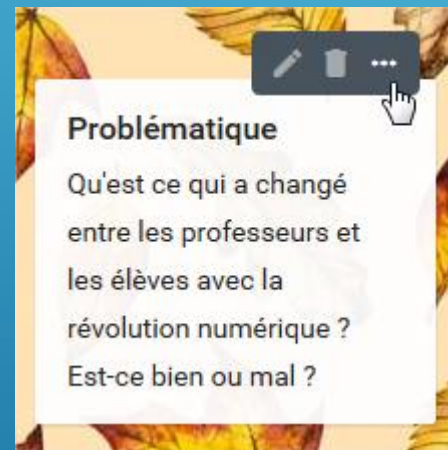 Problématique
Qu'est ce qui a changé
entre les professeurs et
les élèves avec la
révolution numérique ?
Est-ce bien ou mal ?